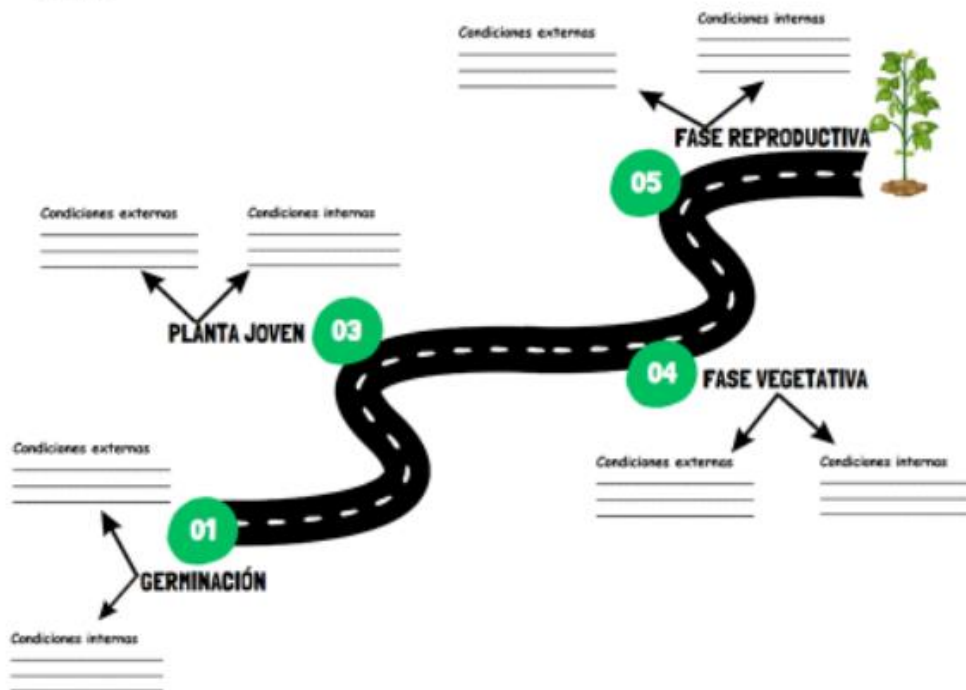 Condiciones externas
Condiciones internas
FASE REPRODUCTIVA
05
Condiciones externas
Condiciones internas
PLANTA JOVEN
03
04
FASE VEGETATIVA
Condiciones externas
Condiciones internas
Condiciones externas
01
GERMINACIÓN
Condiciones internas